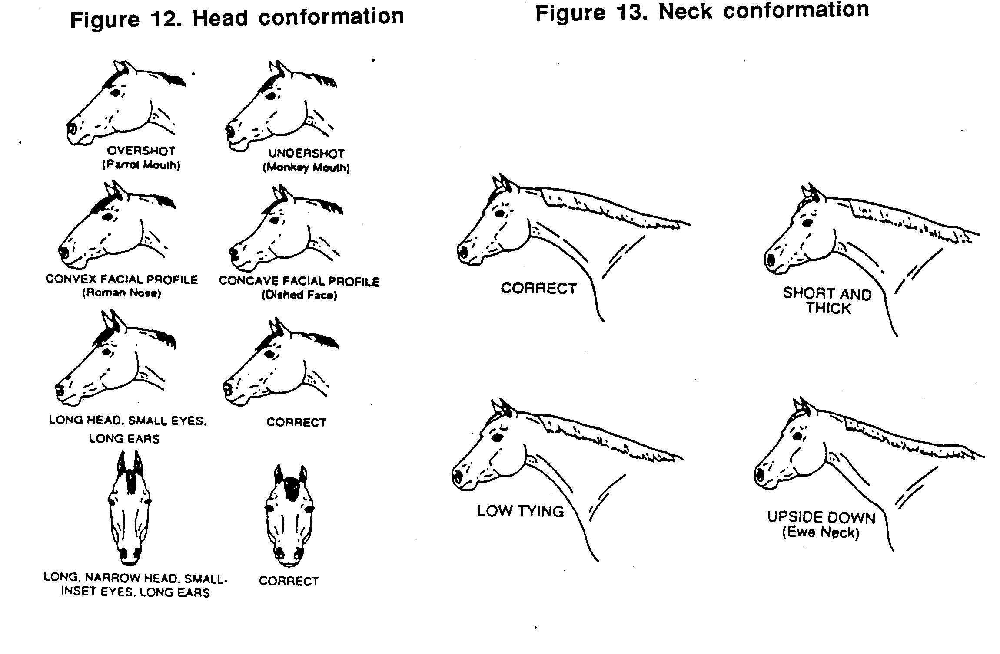 Figure 12. Head conformation
OVERSHOT
(Parrot Mouth)
UNDERSHOT
(Monkey Mouth)
CONVEX FACIAL PROFILE
(Roman Nose)
CONCAVE FACIAL PROFILE
(Dished Face)
LONG HEAD, SMALL EYES,
LONG EARS
CORRECT
LONG, NARROW HEAD, SMALL-
INSET EYES, LONG EARS
CORRECT
Figure 13. Neck conformation
CORRECT
SHORT AND
THICK
LOW TYING
UPSIDE DOWN
(Ewe Neck)